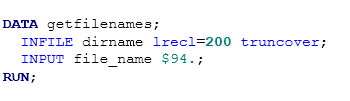 DATA getfilenames;
  INFILE dirname lrecl=200 truncover;
  INPUT file_name $94.;
RUN;